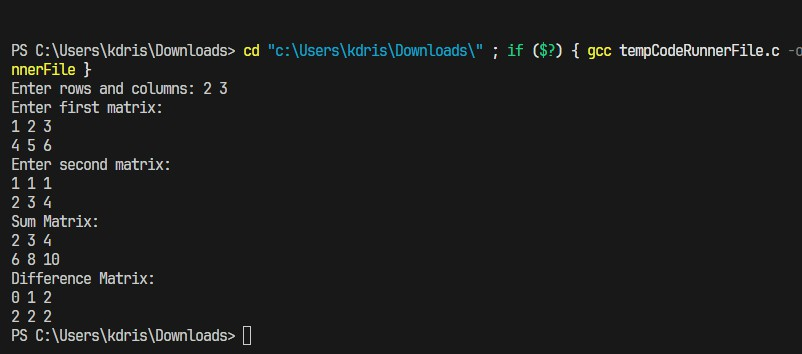 PS C:\Users\kdris\Downloads> cd "c:\Users\kdris\Downloads\" ; if ($?) { gcc tempCodeRunnerFile.c -o
nnerFile }
Enter rows and columns: 2 3
Enter first matrix:
1 2 3
4 5 6
Enter second matrix:
1 1 1
2 3 4
Sum Matrix:
2 3 4
6 8 10
Difference Matrix:
0 1 2
2 2 2
PS C:\Users\kdris\Downloads>